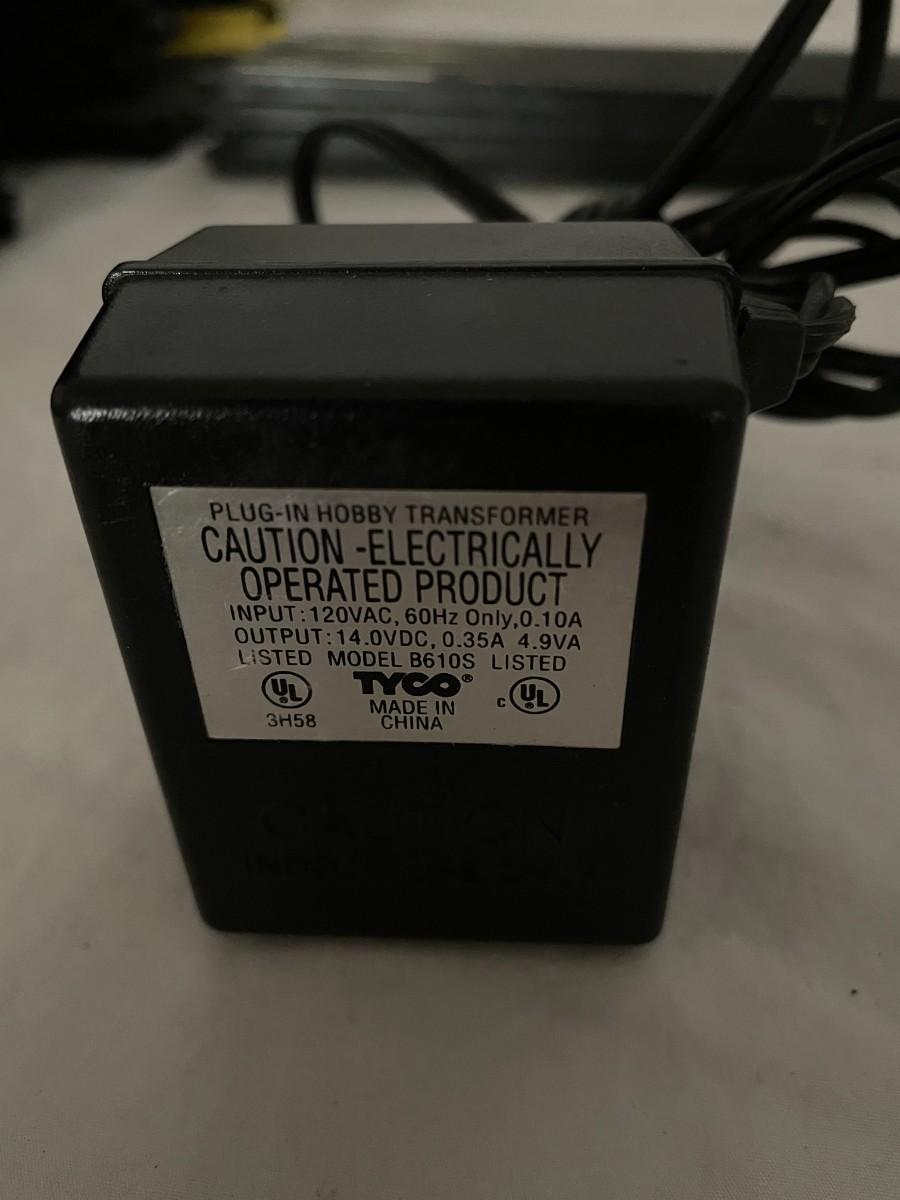 PLUG-IN HOBBY TRANSFORMER
CAUTION -ELECTRICALLY
OPERATED PRODUCT
INPUT:120VAC, 60Hz Only,0.10A
OUTPUT:14.0VDC, 0.35A 4.9VA
LISTED MODEL B610S LISTED
UL TYCO® c UL
3H58 MADE IN
CHINA
CAUTION